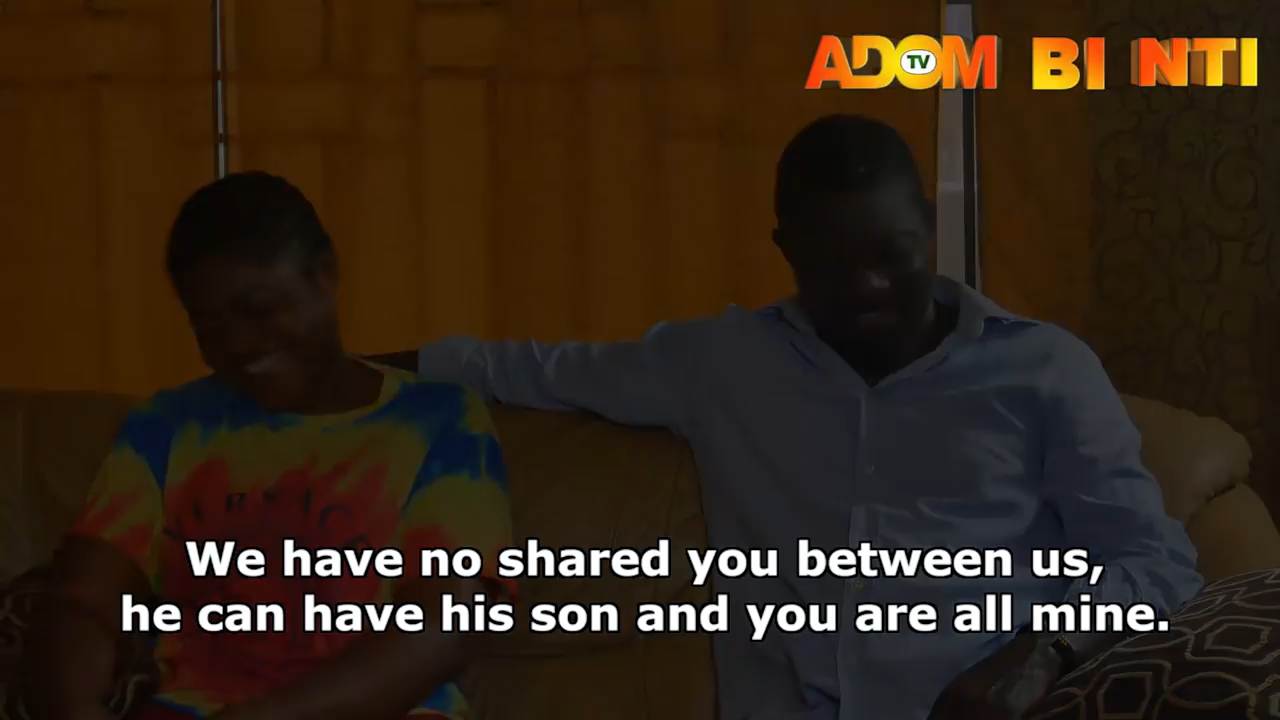 ADOM TV BI NTI
We have no shared you between us,
he can have his son and you are all mine.